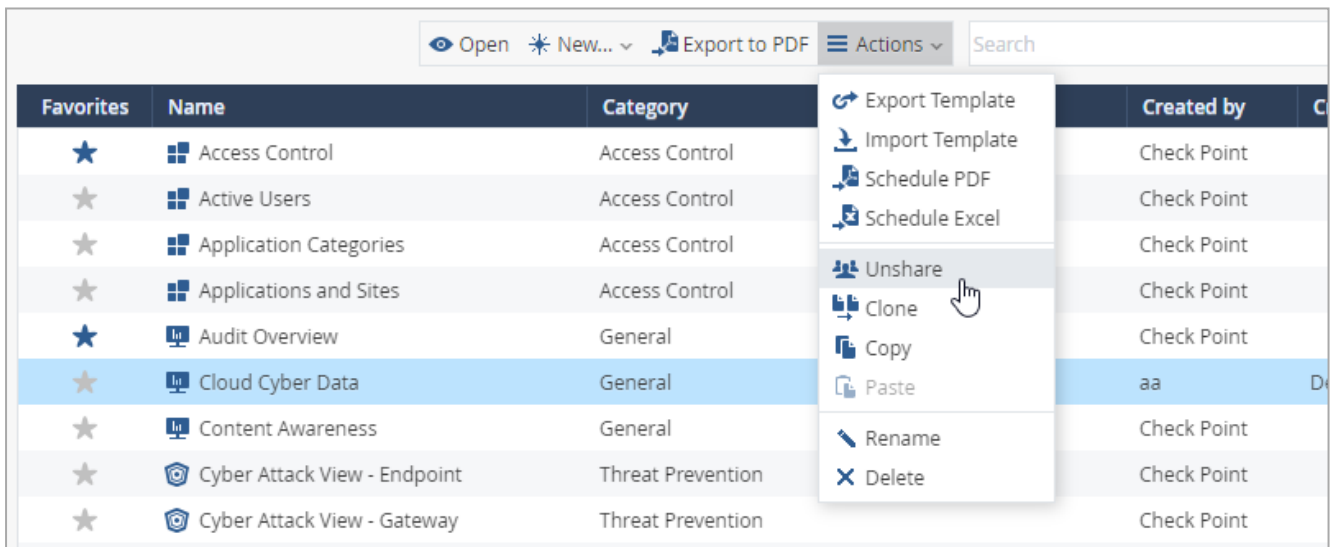 Open New... Export to PDF Actions Search
Favorites Name Category Created by
Export Template
Import Template
Schedule PDF
Schedule Excel
Unshare
Clone
Copy
Paste
Rename
Delete
Access Control Access Control Check Point
Active Users Access Control Check Point
Application Categories Access Control Check Point
Applications and Sites Access Control Check Point
Audit Overview General Check Point
Cloud Cyber Data General aa
Content Awareness General Check Point
Cyber Attack View - Endpoint Threat Prevention Check Point
Cyber Attack View - Gateway Threat Prevention Check Point